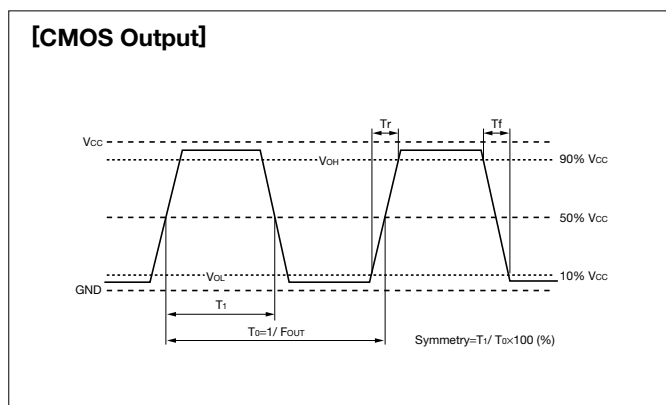 [CMOS Output]
Tr Tf
VCC
VOH 90% VCC
50% VCC
VOL 10% VCC
GND
T1
T0=1/ FOUT
Symmetry=T1/ T0×100 (%)